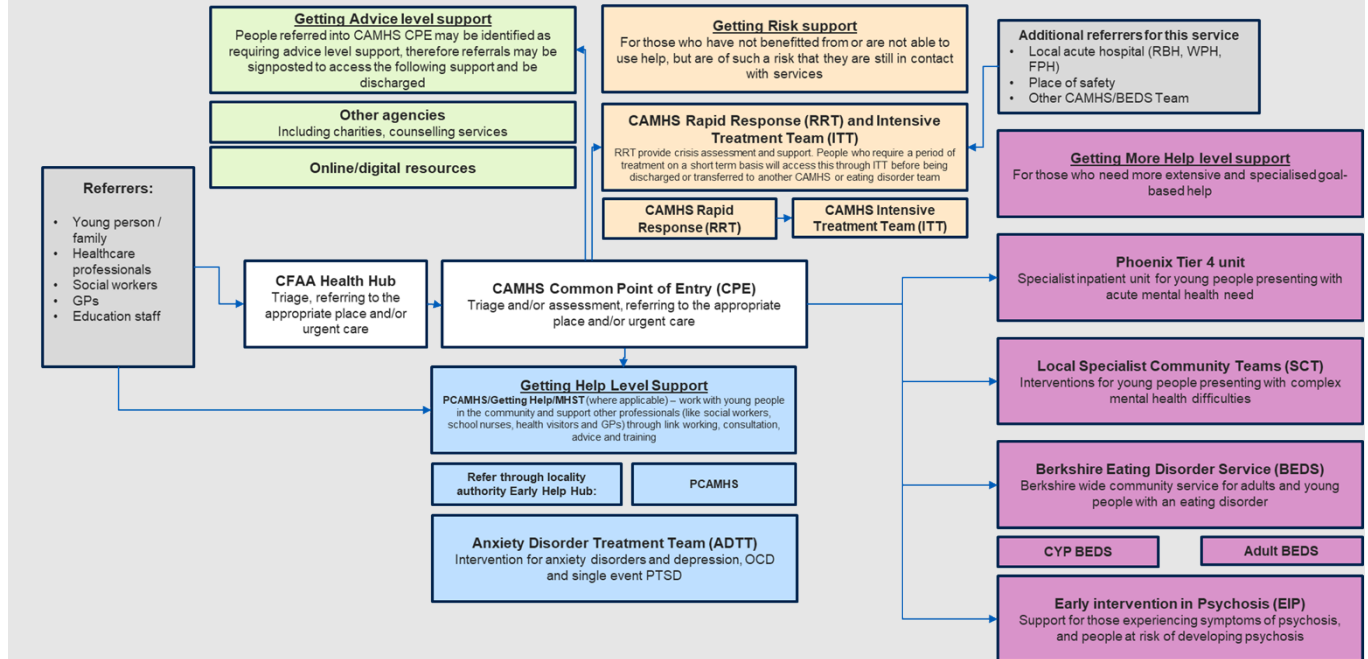 Getting Advice level support
People referred into CAMHS CPE may be identified as
requiring advice level support, therefore referrals may be
signposted to access the following support and be
discharged
Other agencies
Including charities, counselling services
Online/digital resources
Getting Risk support
For those who have not benefitted from or are not able to
use help, but are of such a risk that they are still in contact
with services
CAMHS Rapid Response (RRT) and Intensive
Treatment Team (ITT)
RRT provide crisis assessment and support. People who require a period of
treatment on a short term basis will access this through ITT before being
discharged or transferred to another CAMHS or eating disorder team
CAMHS Rapid
Response (RRT)
CAMHS Intensive
Treatment Team (ITT)
Additional referrers for this service
• Local acute hospital (RBH, WPH,
FPH)
• Place of safety
• Other CAMHS/BEDS Team
Referrers:
• Young person /
family
• Healthcare
professionals
• Social workers
• GPs
• Education staff
CFAA Health Hub
Triage, referring to the
appropriate place and/or
urgent care
CAMHS Common Point of Entry (CPE)
Triage and/or assessment, referring to the appropriate
place and/or urgent care
Getting Help Level Support
PCAMHS/Getting Help/MHST (where applicable) – work with young people
in the community and support other professionals (like social workers,
school nurses, health visitors and GPs) through link working, consultation,
advice and training
Refer through locality
authority Early Help Hub:
PCAMHS
Anxiety Disorder Treatment Team (ADTT)
Intervention for anxiety disorders and depression, OCD
and single event PTSD
Getting More Help level support
For those who need more extensive and specialised goal-
based help
Phoenix Tier 4 unit
Specialist inpatient unit for young people presenting with
acute mental health need
Local Specialist Community Teams (SCT)
Interventions for young people presenting with complex
mental health difficulties
Berkshire Eating Disorder Service (BEDS)
Berkshire wide community service for adults and young
people with an eating disorder
CYP BEDS
Adult BEDS
Early intervention in Psychosis (EIP)
Support for those experiencing symptoms of psychosis,
and people at risk of developing psychosis